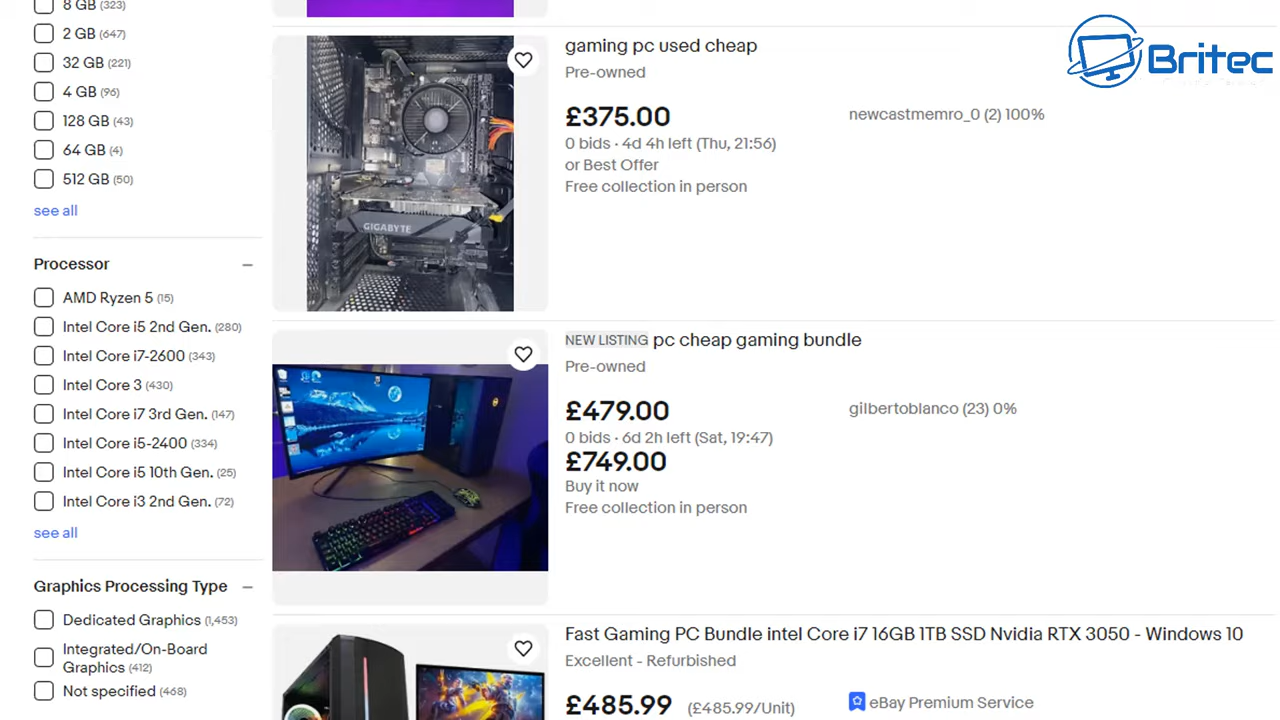 8 GB (323)
2 GB (647)
32 GB (221)
4 GB (96)
128 GB (43)
64 GB (4)
512 GB (50)
see all
Processor
AMD Ryzen 5 (15)
Intel Core i5 2nd Gen. (280)
Intel Core i7-2600 (343)
Intel Core 3 (430)
Intel Core i7 3rd Gen. (147)
Intel Core i5-2400 (334)
Intel Core i5 10th Gen. (25)
Intel Core i3 2nd Gen. (72)
see all
Graphics Processing Type
Dedicated Graphics (1,453)
Integrated/On-Board
Graphics (412)
Not specified (468)
GIGABYTE
gaming pc used cheap
Pre-owned
£375.00
newcastmemro_0 (2) 100%
0 bids · 4d 4h left (Thu, 21:56)
or Best Offer
Free collection in person
NEW LISTING pc cheap gaming bundle
Pre-owned
£479.00
gilbertoblanco (23) 0%
0 bids · 6d 2h left (Sat, 19:47)
£749.00
Buy it now
Free collection in person
Fast Gaming PC Bundle intel Core i7 16GB 1TB SSD Nvidia RTX 3050 - Windows 10
Excellent - Refurbished
£485.99 (£485.99/Unit)
eBay Premium Service
Britec